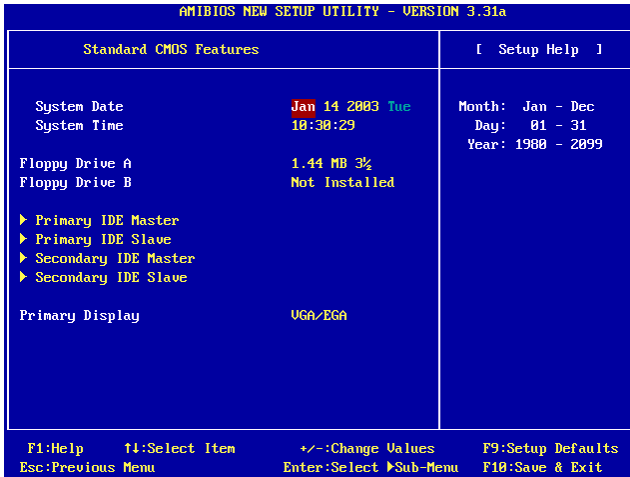 AMIBIOS NEW SETUP UTILITY - VERSION 3.31a
Standard CMOS Features
[ Setup Help ]
System Date Jan 14 2003 Tue
System Time 10:30:29
Month: Jan - Dec
Day: 01 - 31
Year: 1980 - 2099
Floppy Drive A 1.44 MB 3½
Floppy Drive B Not Installed
▶ Primary IDE Master
▶ Primary IDE Slave
▶ Secondary IDE Master
▶ Secondary IDE Slave
Primary Display VGA/EGA
F1:Help ↑↓:Select Item +/-:Change Values F9:Setup Defaults
Esc:Previous Menu Enter:Select ▶Sub-Menu F10:Save & Exit